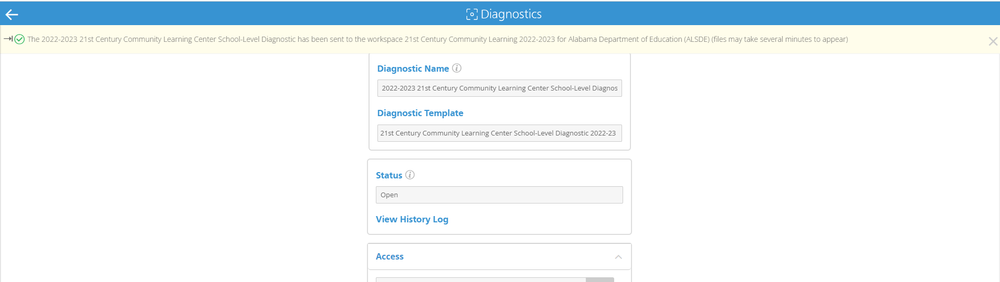 Diagnostics
The 2022-2023 21st Century Community Learning Center School-Level Diagnostic has been sent to the workspace 21st Century Community Learning 2022-2023 for Alabama Department of Education (ALSDE) (files may take several minutes to appear)
Diagnostic Name
2022-2023 21st Century Community Learning Center School-Level Diagnos
Diagnostic Template
21st Century Community Learning Center School-Level Diagnostic 2022-23
Status
Open
View History Log
Access